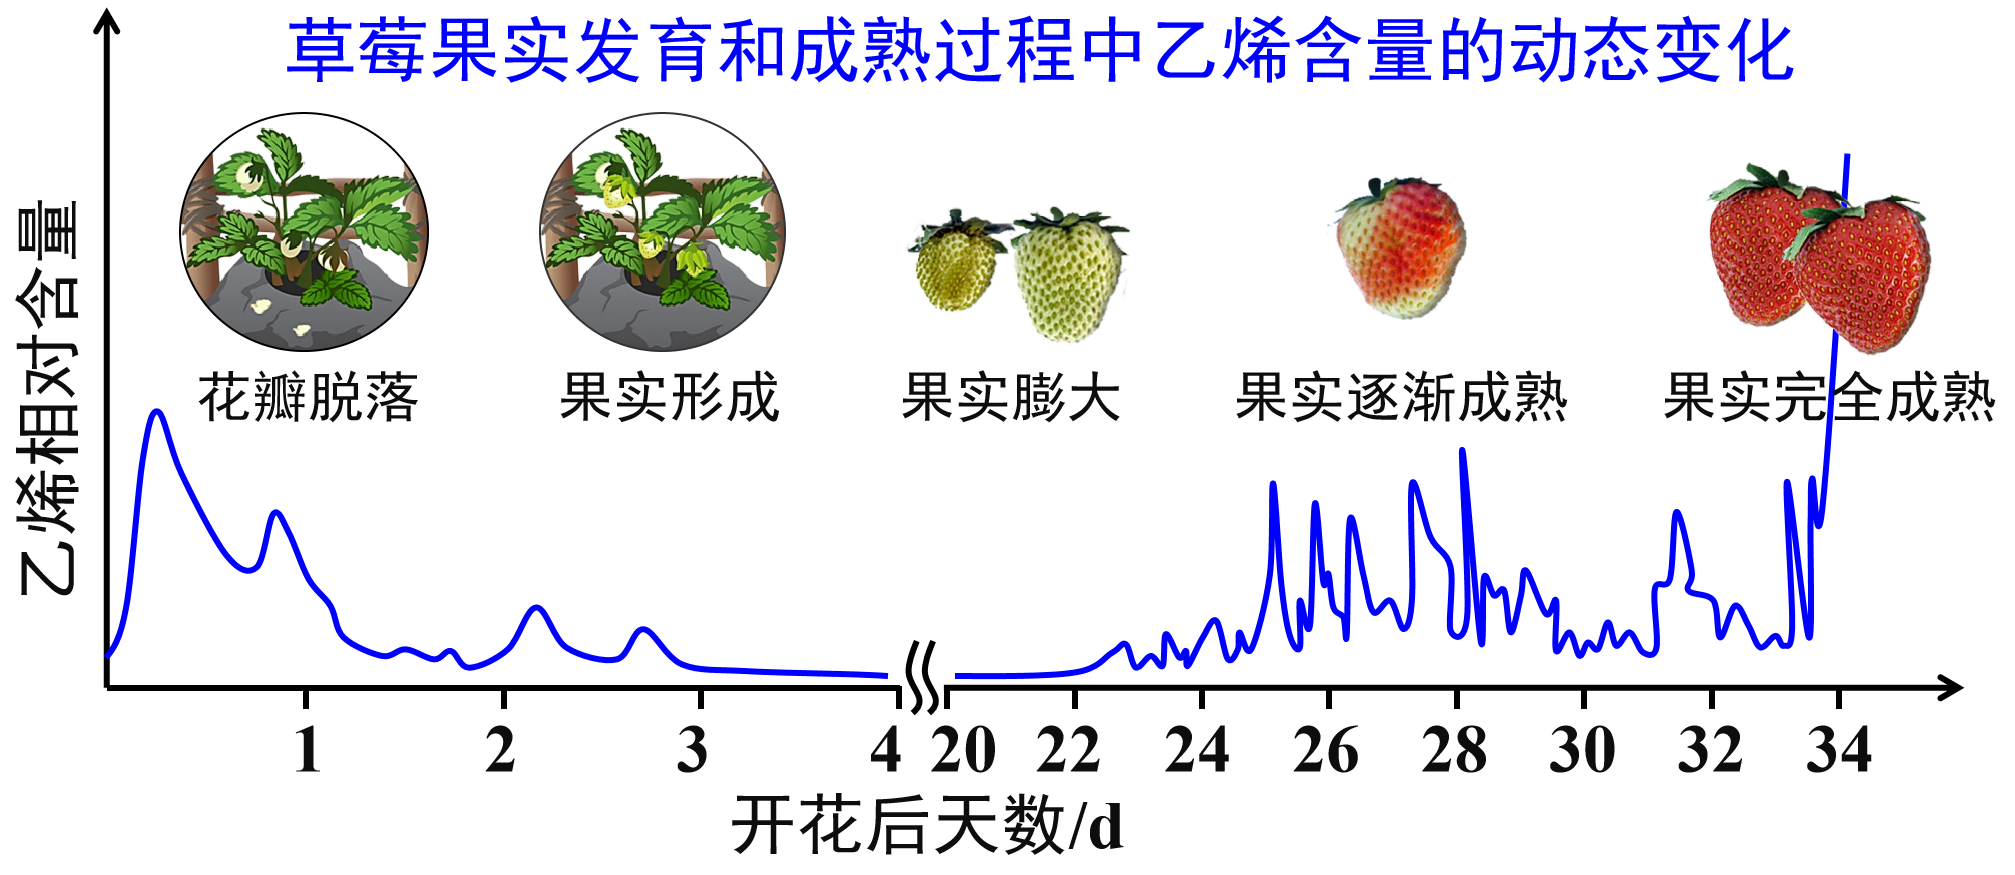 草莓果实发育和成熟过程中乙烯含量的动态变化
乙烯相对含量
花瓣脱落
果实形成
果实膨大
果实逐渐成熟
果实完全成熟
1 2 3 4 20 22 24 26 28 30 32 34
开花后天数/d